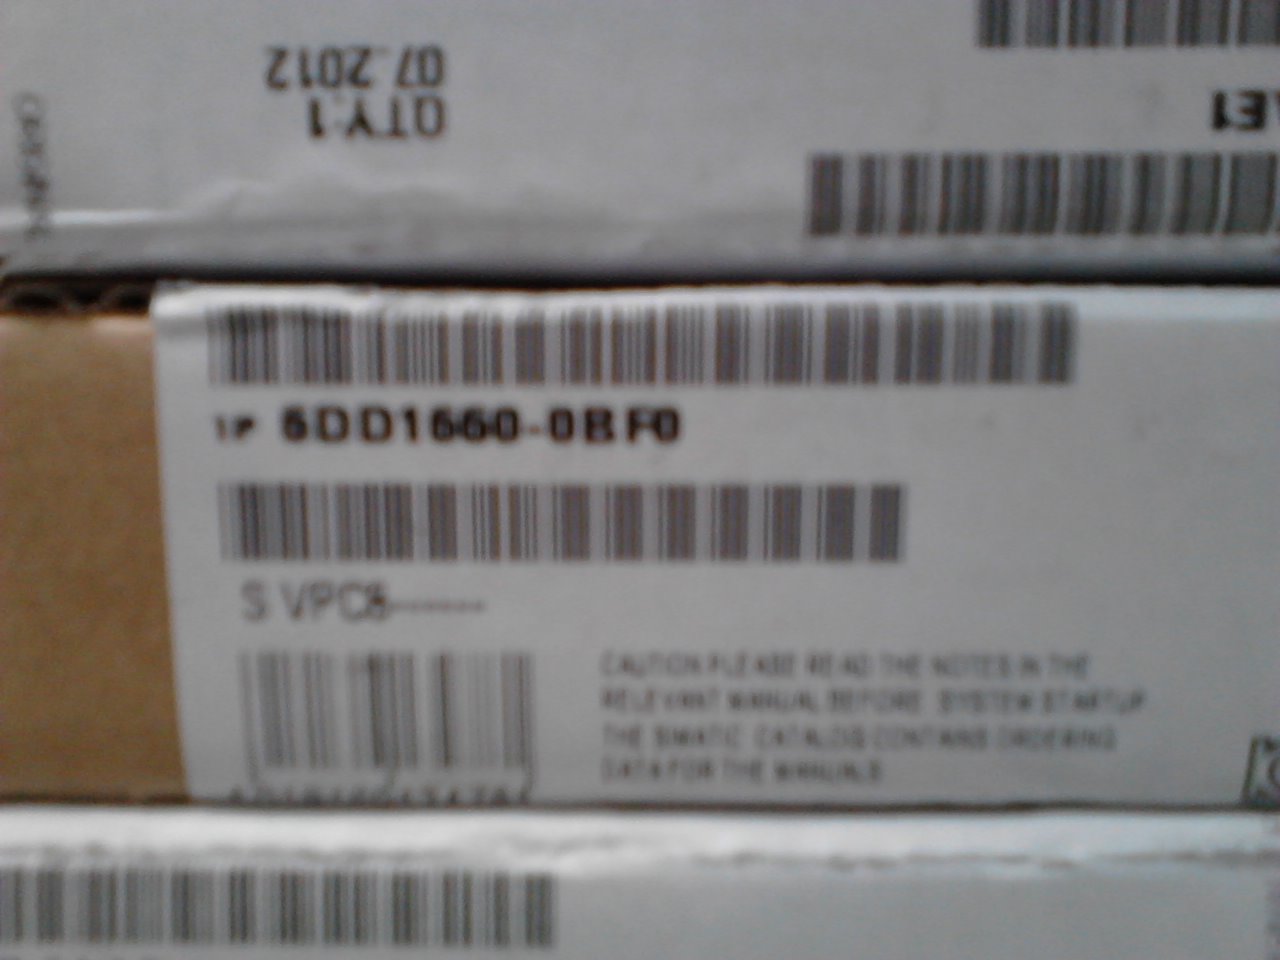 07.2012
QTY:1
E1
1P 6DD1660-0BF0
S VPC8-------
CAUTION PLEASE READ THE NOTES IN THE
RELEVANT MANUAL BEFORE SYSTEM STARTUP
THE SIMATIC CATALOG CONTAINS ORDERING
DATA FOR THE MANUALS